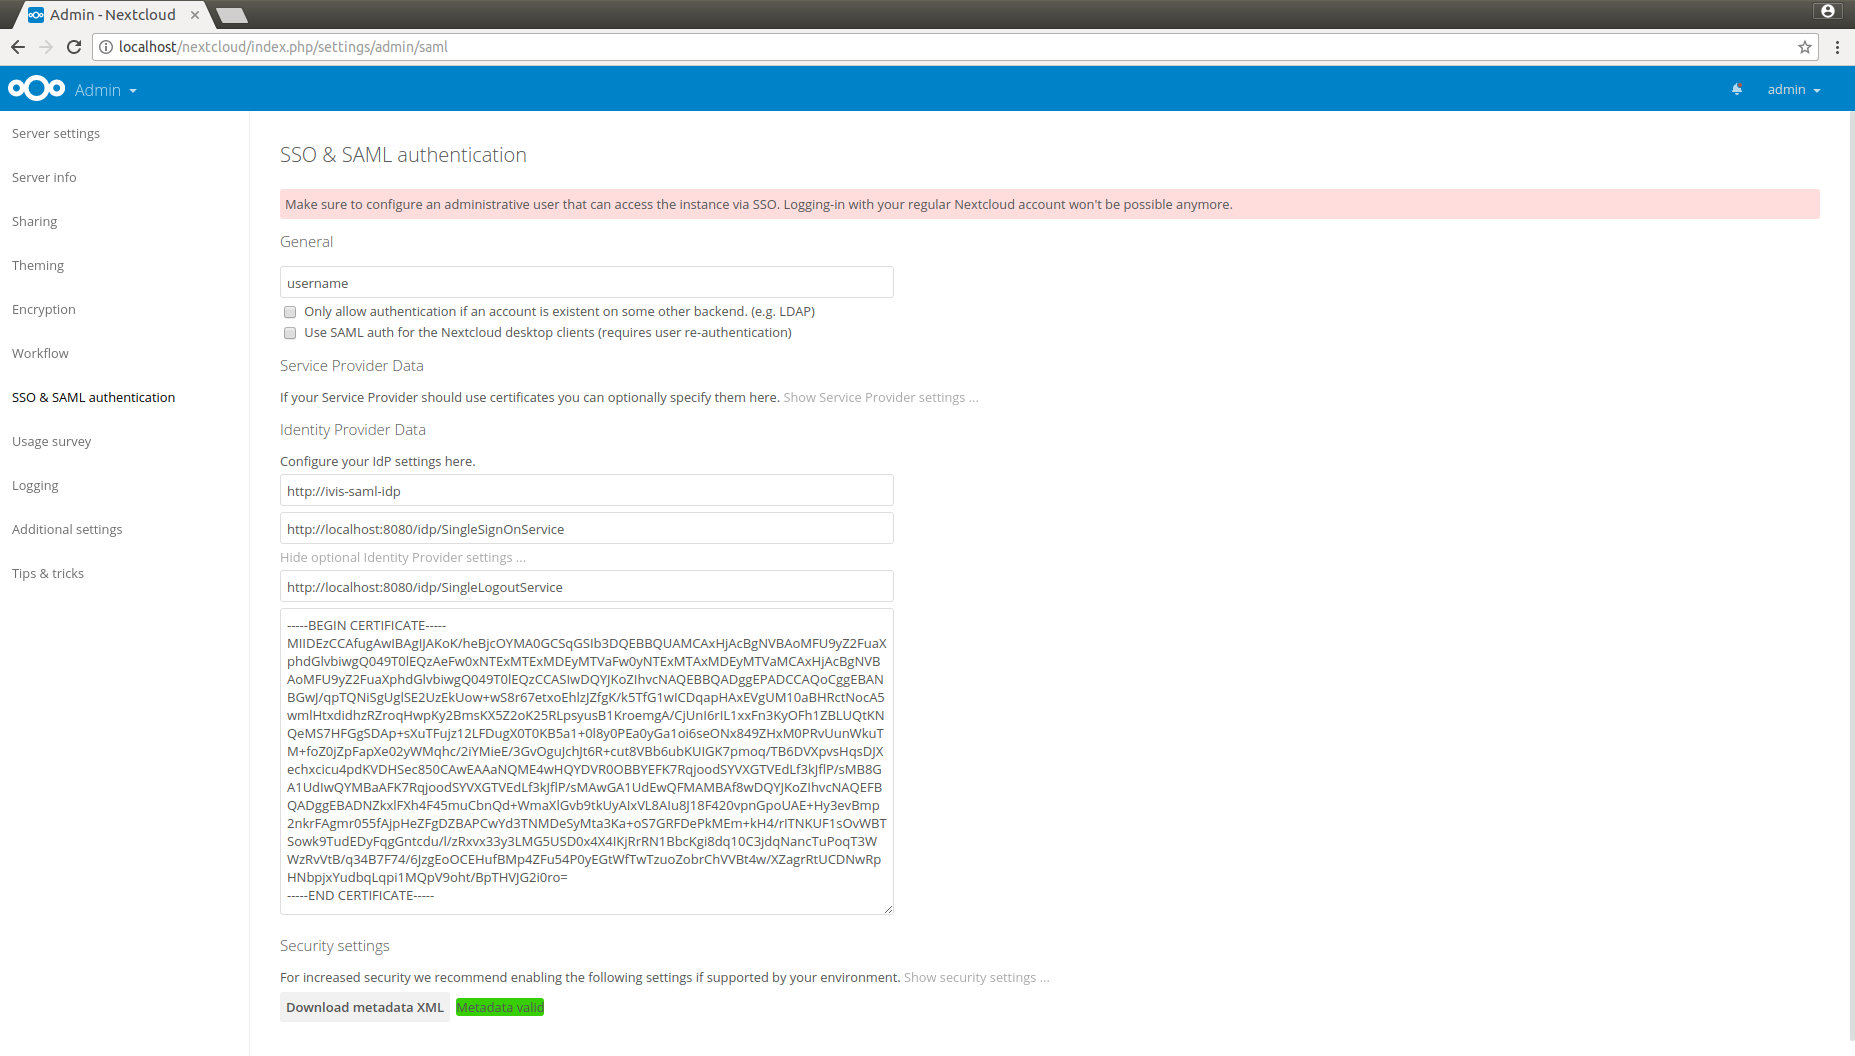 Admin - Nextcloud
localhost/nextcloud/index.php/settings/admin/saml
Admin
admin
Server settings
Server info
Sharing
Theming
Encryption
Workflow
SSO & SAML authentication
Usage survey
Logging
Additional settings
Tips & tricks
SSO & SAML authentication
Make sure to configure an administrative user that can access the instance via SSO. Logging-in with your regular Nextcloud account won't be possible anymore.
General
username
Only allow authentication if an account is existent on some other backend. (e.g. LDAP)
Use SAML auth for the Nextcloud desktop clients (requires user re-authentication)
Service Provider Data
If your Service Provider should use certificates you can optionally specify them here. Show Service Provider settings ...
Identity Provider Data
Configure your IdP settings here.
http://ivis-saml-idp
http://localhost:8080/idp/SingleSignOnService
Hide optional Identity Provider settings ...
http://localhost:8080/idp/SingleLogoutService
-----BEGIN CERTIFICATE-----
MIIDEzCCAfugAwIBAgIJAKoK/heBjcOYMA0GCSqGSIb3DQEBBQUAMCAxHjAcBgNVBAoMFU9yZ2FuaX
phdGlvbiwgQ049T0lEQzAeFw0xNTExMTExMDEyMTVaFw0yNTExMTAxMDEyMTVaMCAxHjAcBgNVB
AoMFU9yZ2FuaXphdGlvbiwgQ049T0lEQzCCASIwDQYJKoZIhvcNAQEBBQADggEPADCCAQoCggEBAN
BGwJ/qpTQNiSgUglSE2UzEkUow+wS8r67etxoEhlzJZfgK/k5TfG1wICDqapHAxEVgUM10aBHRctNocA5
wmlHtxdidhzRZroqHwpKy2BmsKX5Z2oK25RLpsyusB1KroemgA/CjUnI6rIL1xxFn3KyOFh1ZBLUQtKN
QeMS7HFGgSDAp+sXuTFujz12LFDugX0T0KB5a1+0l8y0PEa0yGa1oi6seONx849ZHxM0PRvUunWkuT
M+foZ0jZpFapXe02yWMqhc/2iYMieE/3GvOguJchJt6R+cut8VBb6ubKUIGK7pmoq/TB6DVXpvsHqsDJX
echxcicu4pdKVDHSec850CAwEAAaNQME4wHQYDVR0OBBYEFK7RqjoodSYVXGTVEdLf3kJflP/sMB8G
A1UdIwQYMBaAFK7RqjoodSYVXGTVEdLf3kJflP/sMAwGA1UdEwQFMAMBAf8wDQYJKoZIhvcNAQEFB
QADggEBADNZkxlFXh4F45muCbnQd+WmaXlGvb9tkUyAIxVL8AIu8J18F420vpnGpoUAE+Hy3evBmp
2nkrFAgmr055fAjpHeZFgDZBAPCwYd3TNMDeSyMta3Ka+oS7GRFDePkMEm+kH4/rITNKUF1sOvWBT
Sowk9TudEDyFqgGntcdu/l/zRxvx33y3LMG5USD0x4X4IKjRrRN1BbcKgi8dq10C3jdqNancTuPoqT3W
WzRvVtB/q34B7F74/6JzgEoOCEHufBMp4ZFu54P0yEGtWfTwTzuoZobrChVVBt4w/XZagrRtUCDNwRp
HNbpjxYudbqLqpi1MQpV9oht/BpTHVJG2i0ro=
-----END CERTIFICATE-----
Security settings
For increased security we recommend enabling the following settings if supported by your environment. Show security settings ...
Download metadata XML Metadata valid